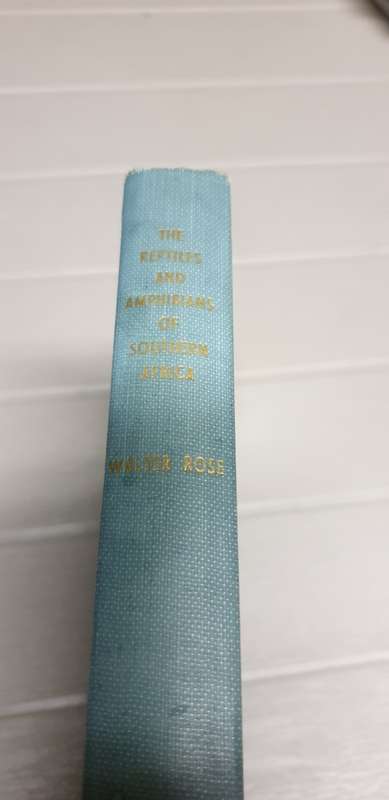 THE
REPTILES
AND
AMPHIBIANS
OF
SOUTHERN
AFRICA
WALTER ROSE